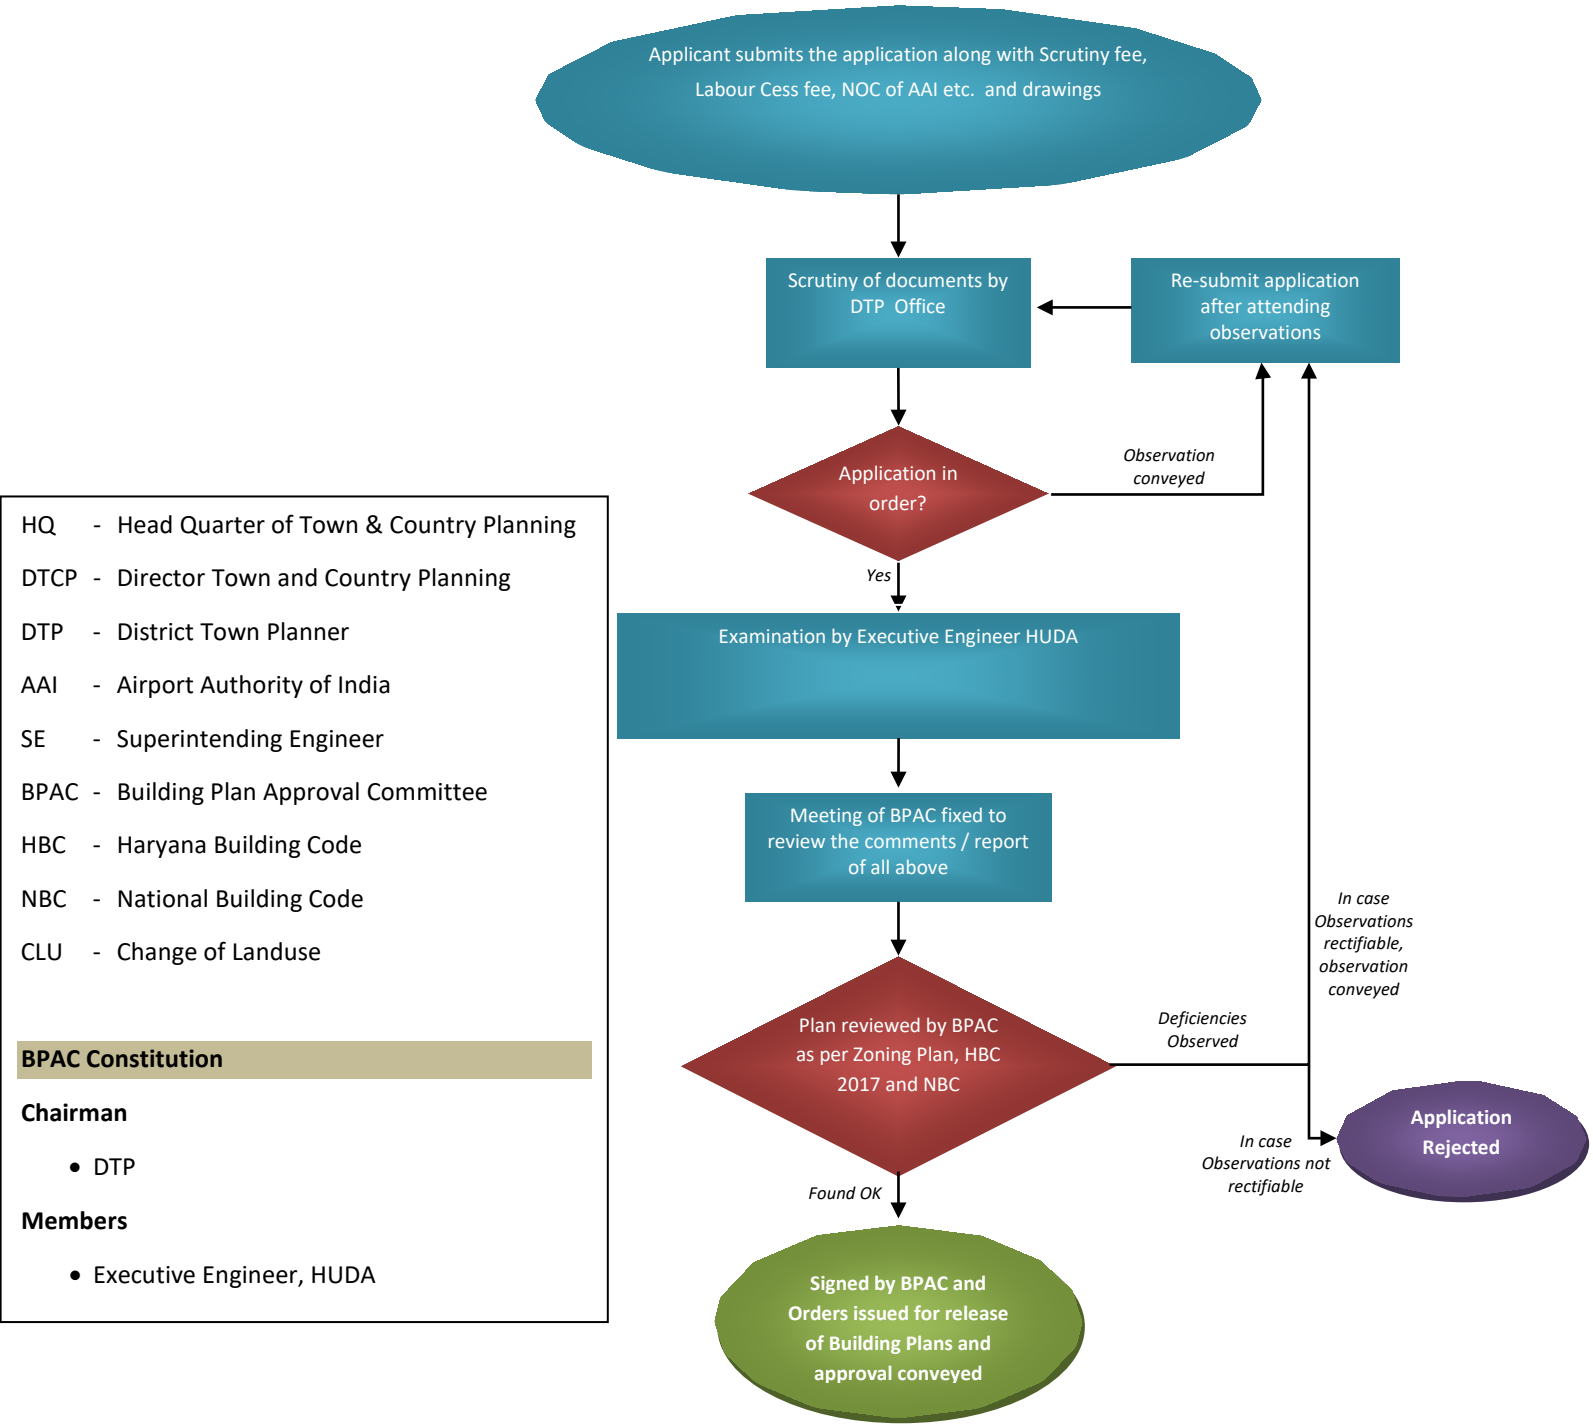 Applicant submits the application along with Scrutiny fee,
Labour Cess fee, NOC of AAI etc. and drawings
Scrutiny of documents by
DTP Office
Re-submit application
after attending
observations
Application in
order?
Observation
conveyed
Yes
Examination by Executive Engineer HUDA
Meeting of BPAC fixed to
review the comments / report
of all above
In case
Observations
rectifiable,
observation
conveyed
Plan reviewed by BPAC
as per Zoning Plan, HBC
2017 and NBC
Deficiencies
Observed
In case
Observations not
rectifiable
Application
Rejected
Found OK
Signed by BPAC and
Orders issued for release
of Building Plans and
approval conveyed
HQ - Head Quarter of Town & Country Planning
DTCP - Director Town and Country Planning
DTP - District Town Planner
AAI - Airport Authority of India
SE - Superintending Engineer
BPAC - Building Plan Approval Committee
HBC - Haryana Building Code
NBC - National Building Code
CLU - Change of Landuse
BPAC Constitution
Chairman
• DTP
Members
• Executive Engineer, HUDA